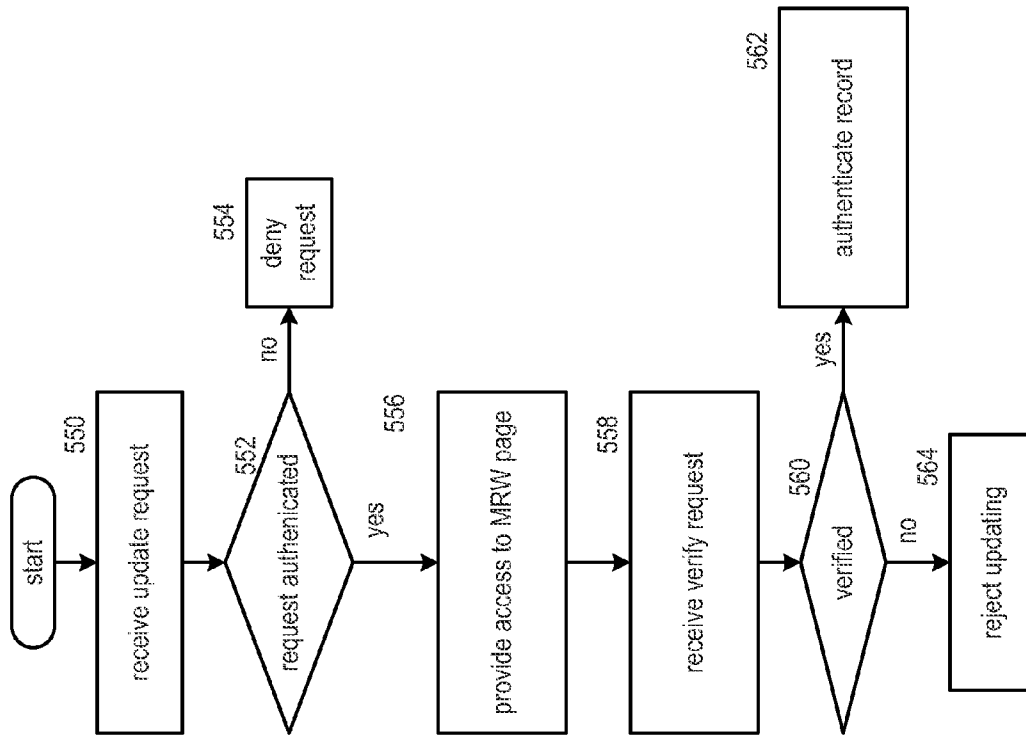 start
550
receive update request
552
request authenicated
no
554
deny
request
yes
556
provide access to MRW page
558
receive verify request
560
verified
yes
562
authenticate record
no
564
reject updating